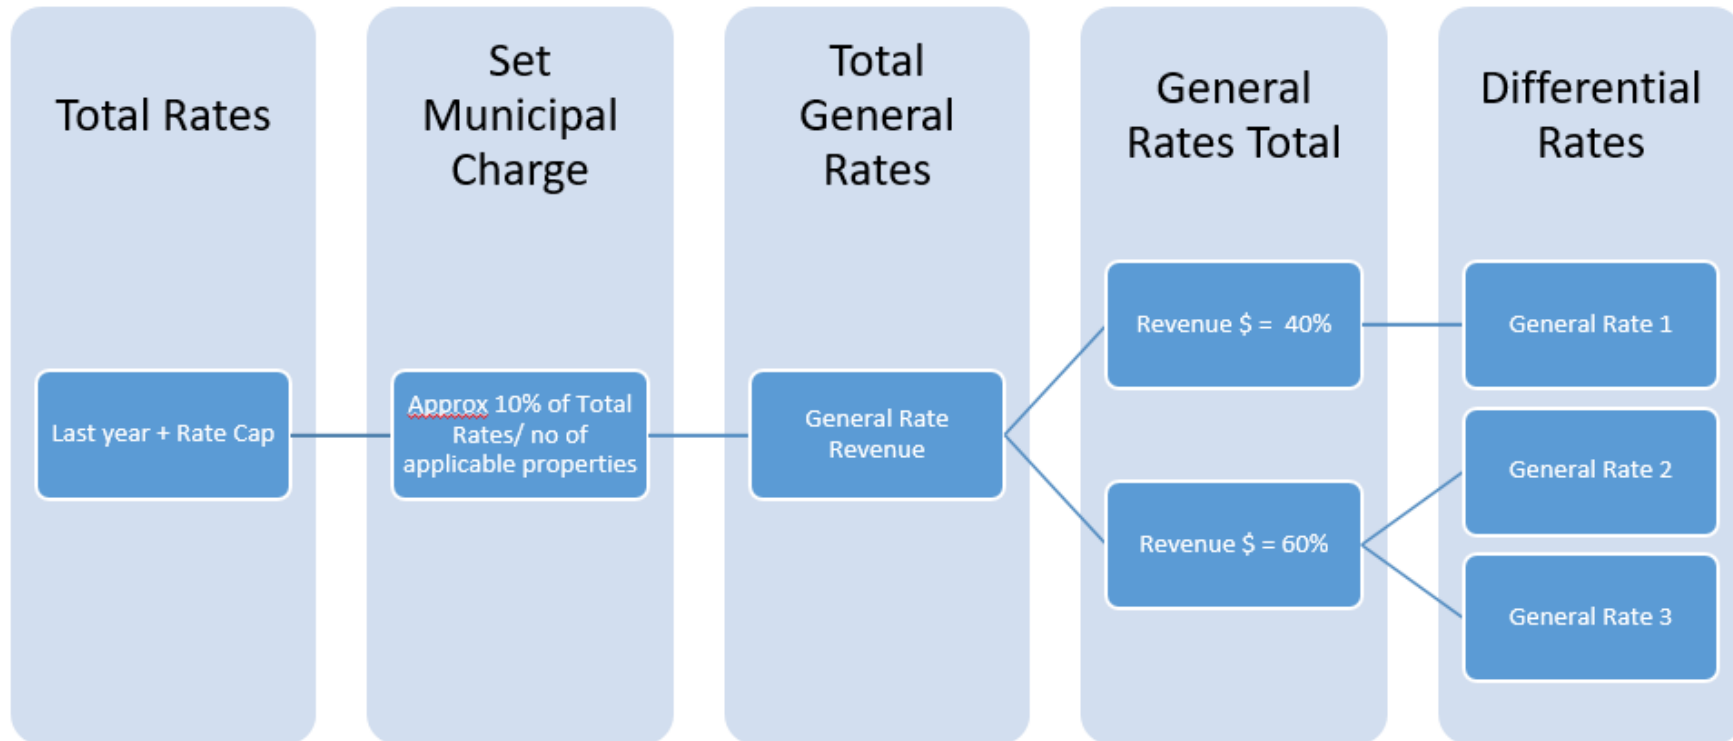 Total Rates
Set
Municipal
Charge
Total
General
Rates
General
Rates Total
Differential
Rates
Last year + Rate Cap
Approx 10% of Total
Rates/ no of
applicable properties
General Rate
Revenue
Revenue $ =  40%
Revenue $ = 60%
General Rate 1
General Rate 2
General Rate 3